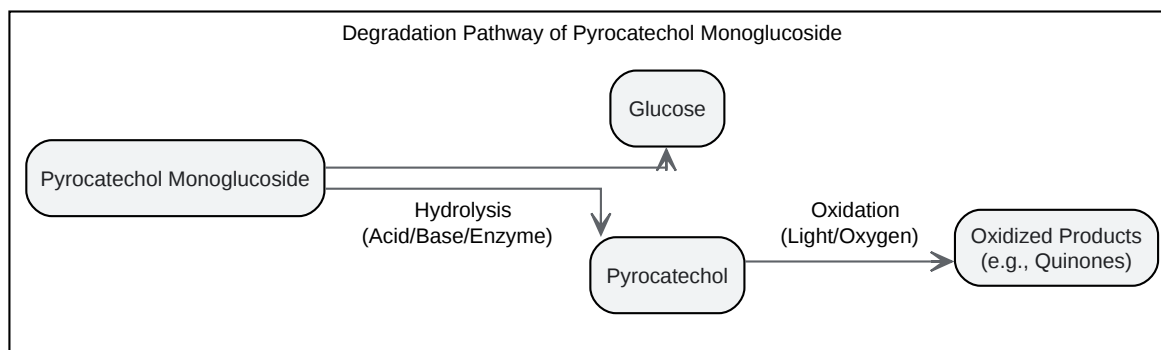 Degradation Pathway of Pyrocatechol Monoglucoside
Glucose
Pyrocatechol Monoglucoside
Hydrolysis
(Acid/Base/Enzyme)
Pyrocatechol
Oxidation
(Light/Oxygen)
Oxidized Products
(e.g., Quinones)